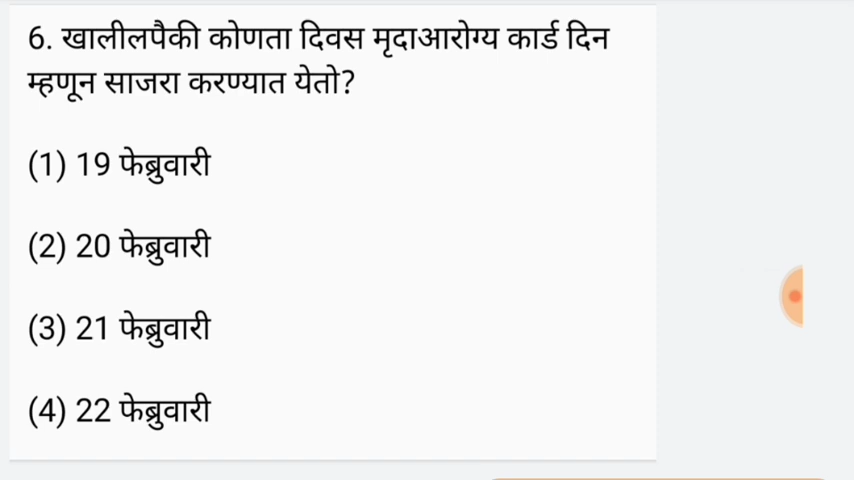 6. खालीलपैकी कोणता दिवस मृदाआरोग्य कार्ड दिन
म्हणून साजरा करण्यात येतो?
(1) 19 फेब्रुवारी
(2) 20 फेब्रुवारी
(3) 21 फेब्रुवारी
(4) 22 फेब्रुवारी